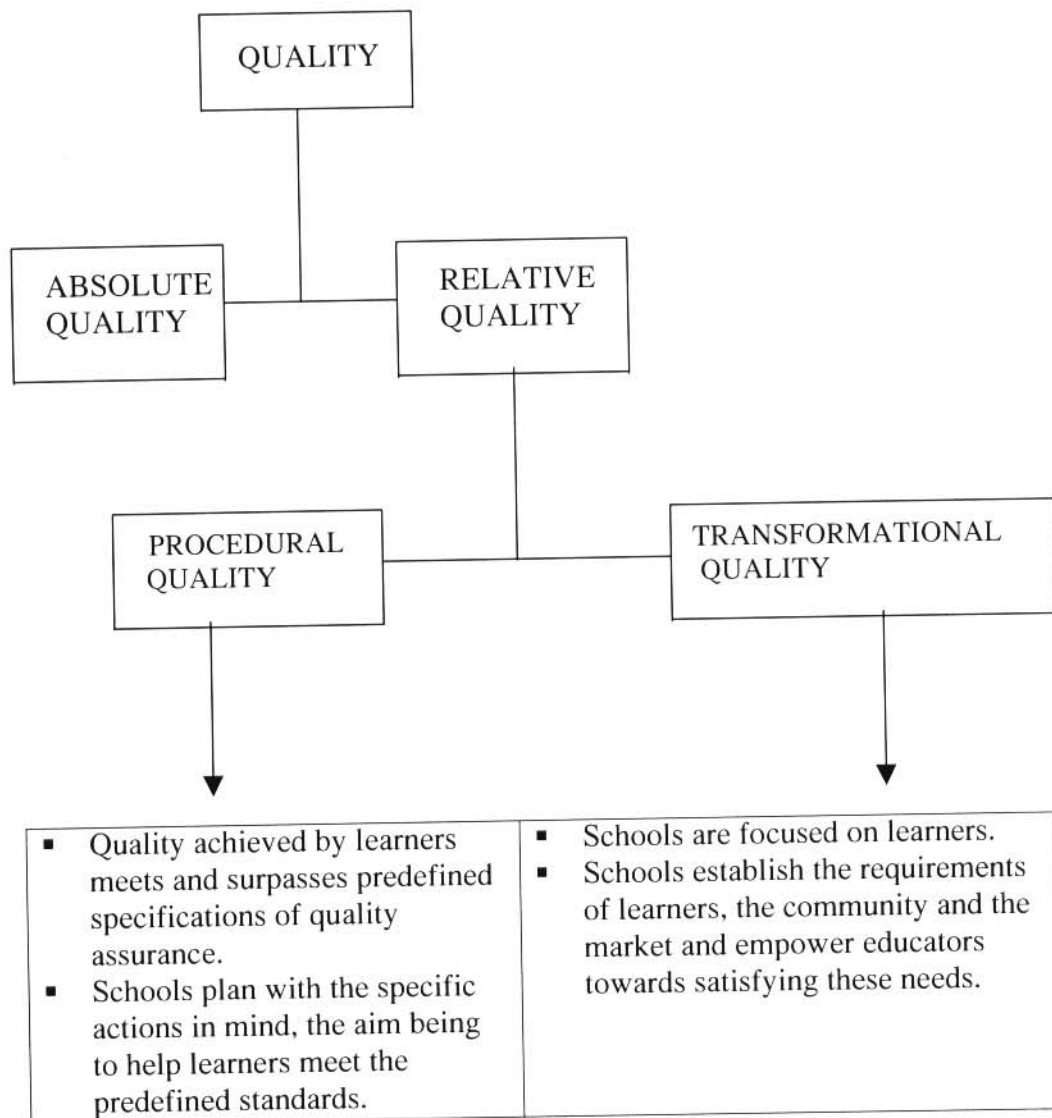 QUALITY
ABSOLUTE
QUALITY
RELATIVE
QUALITY
PROCEDURAL
QUALITY
TRANSFORMATIONAL
QUALITY
▪ Quality achieved by learners
meets and surpasses predefined
specifications of quality
assurance.
▪ Schools plan with the specific
actions in mind, the aim being
to help learners meet the
predefined standards.
▪ Schools are focused on learners.
▪ Schools establish the requirements
of learners, the community and the
market and empower educators
towards satisfying these needs.